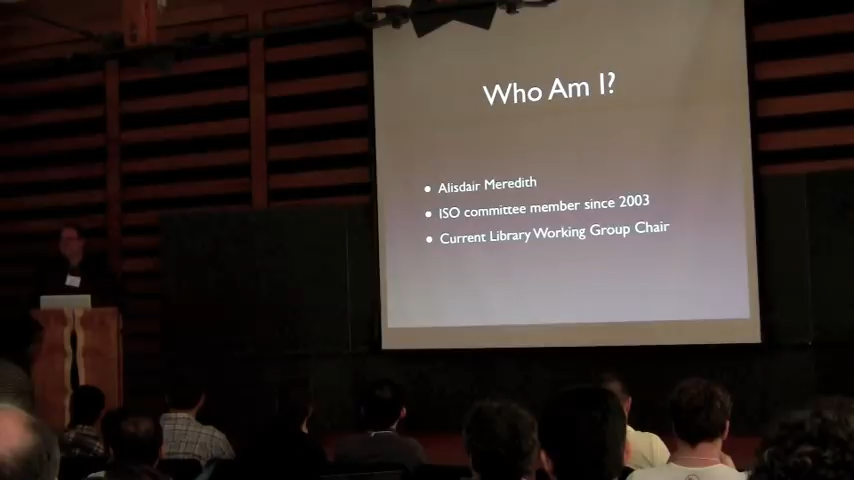 Who Am I?
Alisdair Meredith
ISO committee member since 2003
Current Library Working Group Chair